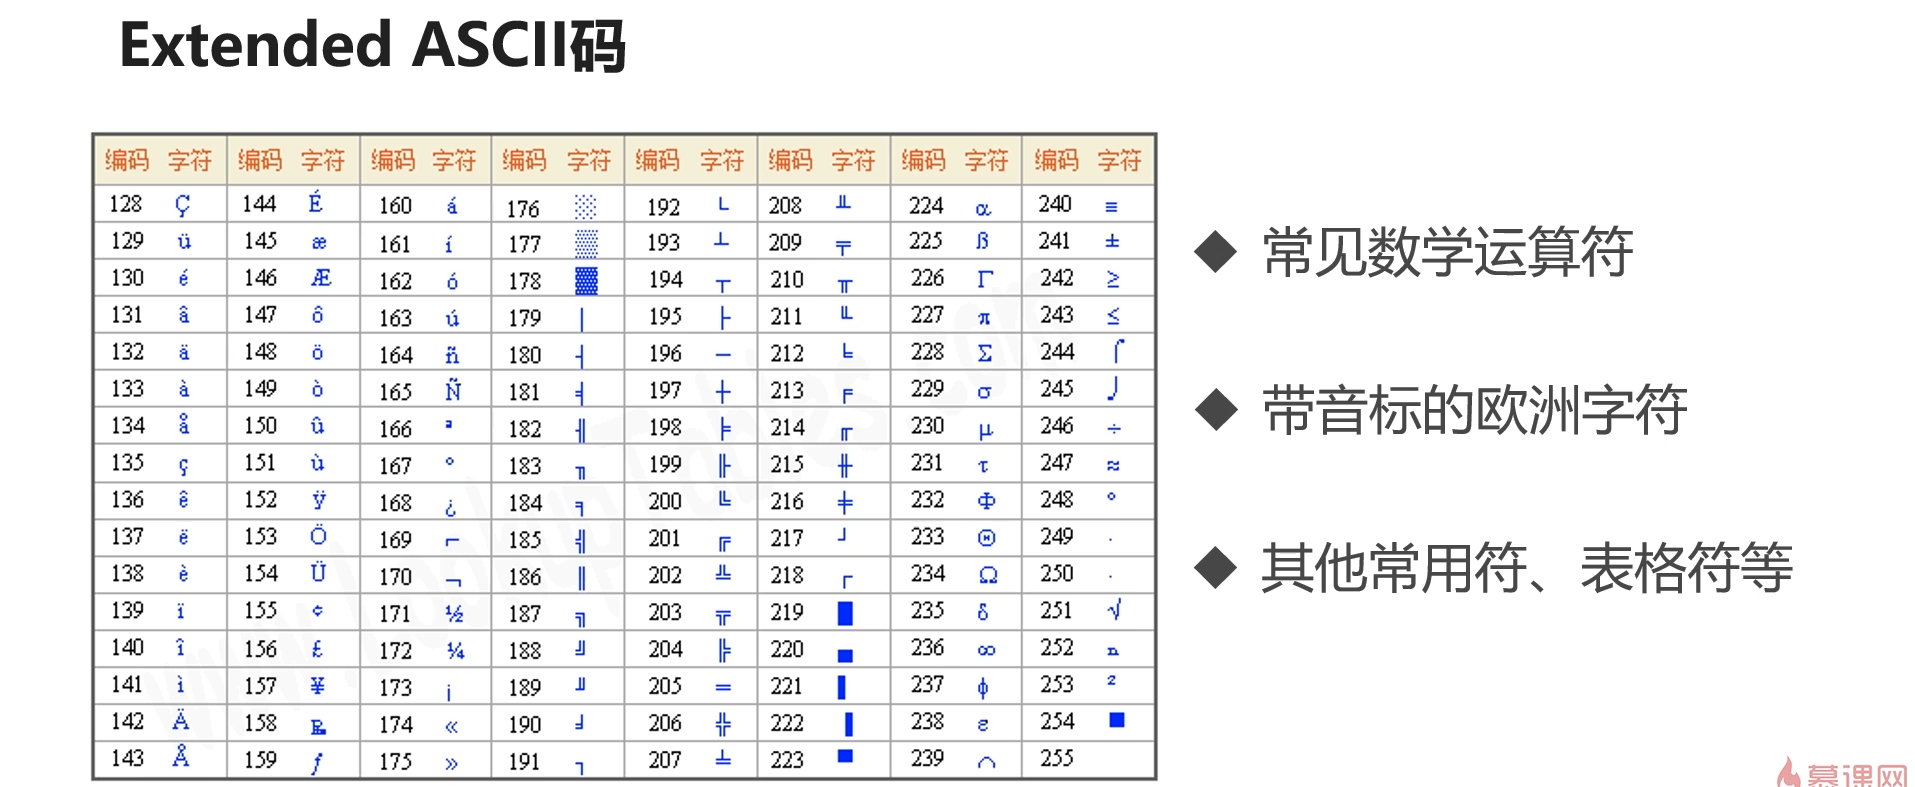 Extended ASCII码
编码 字符 编码 字符 编码 字符 编码 字符 编码 字符 编码 字符 编码 字符 编码 字符
128 Ç 144 É 160 á 176 ░ 192 └ 208 ╨ 224 α 240 ≡
129 ü 145 æ 161 í 177 ▒ 193 ┴ 209 ╤ 225 ß 241 ±
130 é 146 Æ 162 ó 178 ▓ 194 ┬ 210 ╥ 226 Γ 242 ≥
131 â 147 ô 163 ú 179 │ 195 ├ 211 ╙ 227 π 243 ≤
132 ä 148 ö 164 ñ 180 ┤ 196 ─ 212 ╘ 228 Σ 244 ⌠
133 à 149 ò 165 Ñ 181 ╡ 197 ┼ 213 ╒ 229 σ 245 ⌡
134 å 150 û 166 ª 182 ╢ 198 ╞ 214 ╓ 230 µ 246 ÷
135 ç 151 ù 167 º 183 ╖ 199 ╟ 215 ╫ 231 τ 247 ≈
136 ê 152 ÿ 168 ¿ 184 ╕ 200 ╚ 216 ╪ 232 Φ 248 °
137 ë 153 Ö 169 ⌐ 185 ╣ 201 ╔ 217 ┘ 233 Θ 249 ∙
138 è 154 Ü 170 ¬ 186 ║ 202 ╩ 218 ┌ 234 Ω 250 ·
139 ï 155 ¢ 171 ½ 187 ╗ 203 ╦ 219 █ 235 δ 251 √
140 î 156 £ 172 ¼ 188 ╝ 204 ╠ 220 ▄ 236 ∞ 252 ⁿ
141 ì 157 ¥ 173 ¡ 189 ╜ 205 ═ 221 ▌ 237 φ 253 ²
142 Ä 158 ₧ 174 « 190 ╛ 206 ╬ 222 ▐ 238 ε 254 ■
143 Å 159 ƒ 175 » 191 ┐ 207 ╧ 223 ▀ 239 ∩ 255
www.LookupTables.com
◆ 常见数学运算符
◆ 带音标的欧洲字符
◆ 其他常用符、表格符等
慕课网